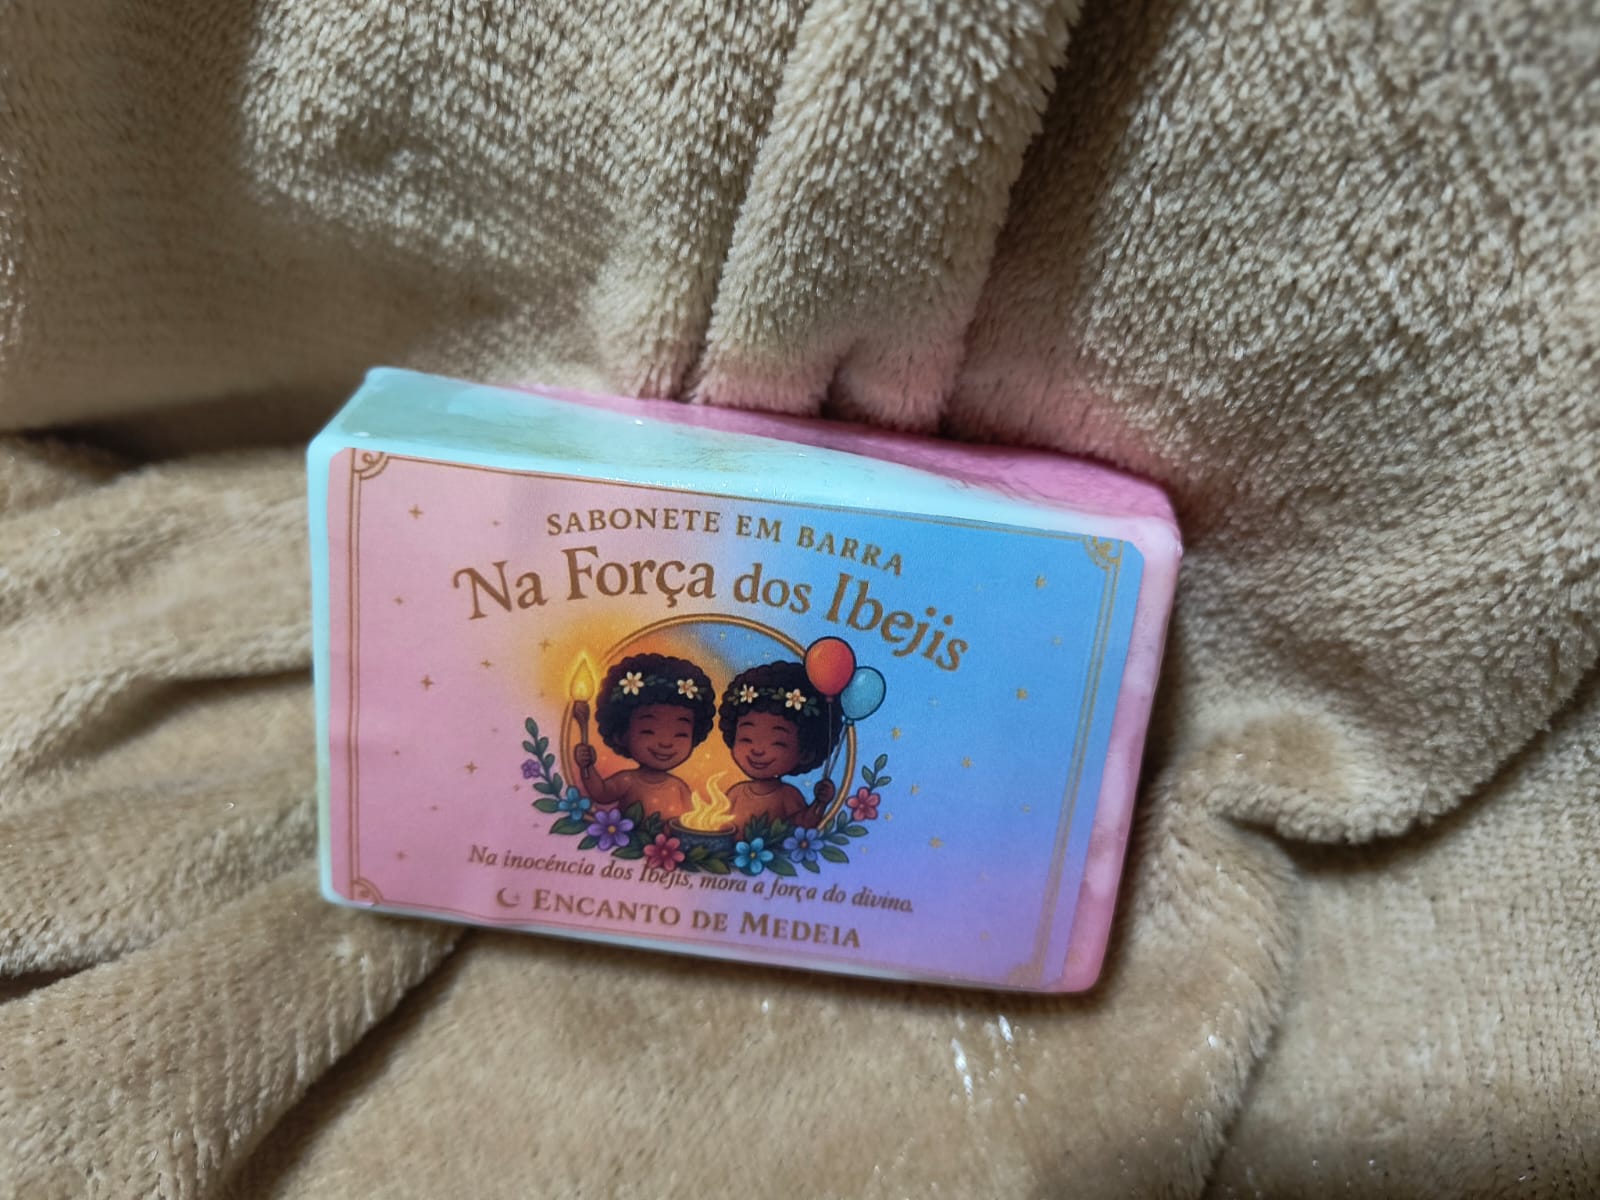 SABONETE EM BARRA
Na Força dos Ibejis
Na inocência dos Ibejis, mora a força do divino.
ENCANTO DE MEDEIA